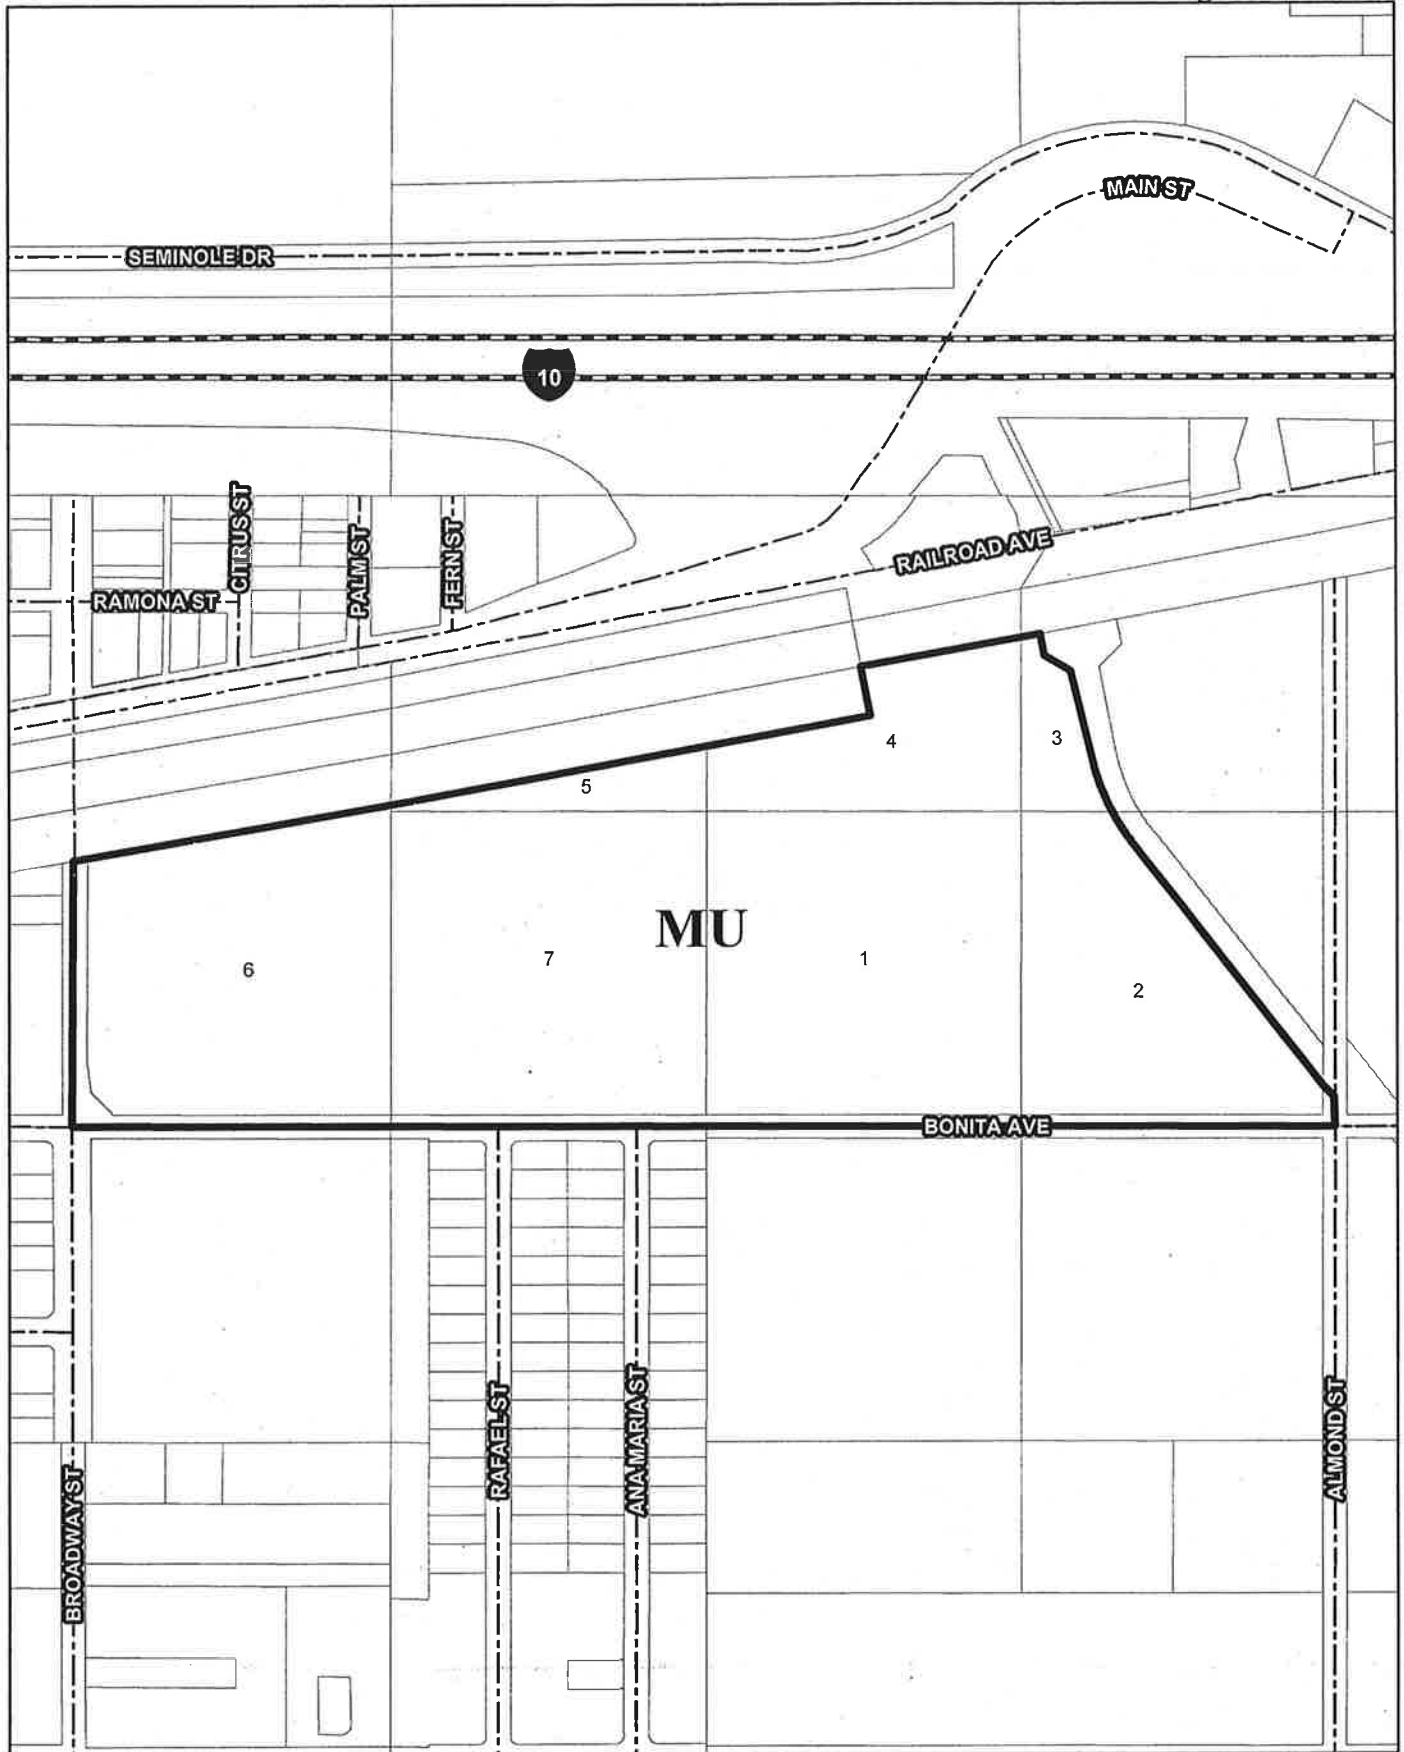 MAIN ST
SEMINOLE DR
10
CITRUS ST
PALM ST
FERN ST
RAILROAD AVE
RAMONA ST
4
3
5
MU
6
7
1
2
BONITA AVE
RAFAEL ST
ANA MARIA ST
ALMOND ST
BROADWAY ST